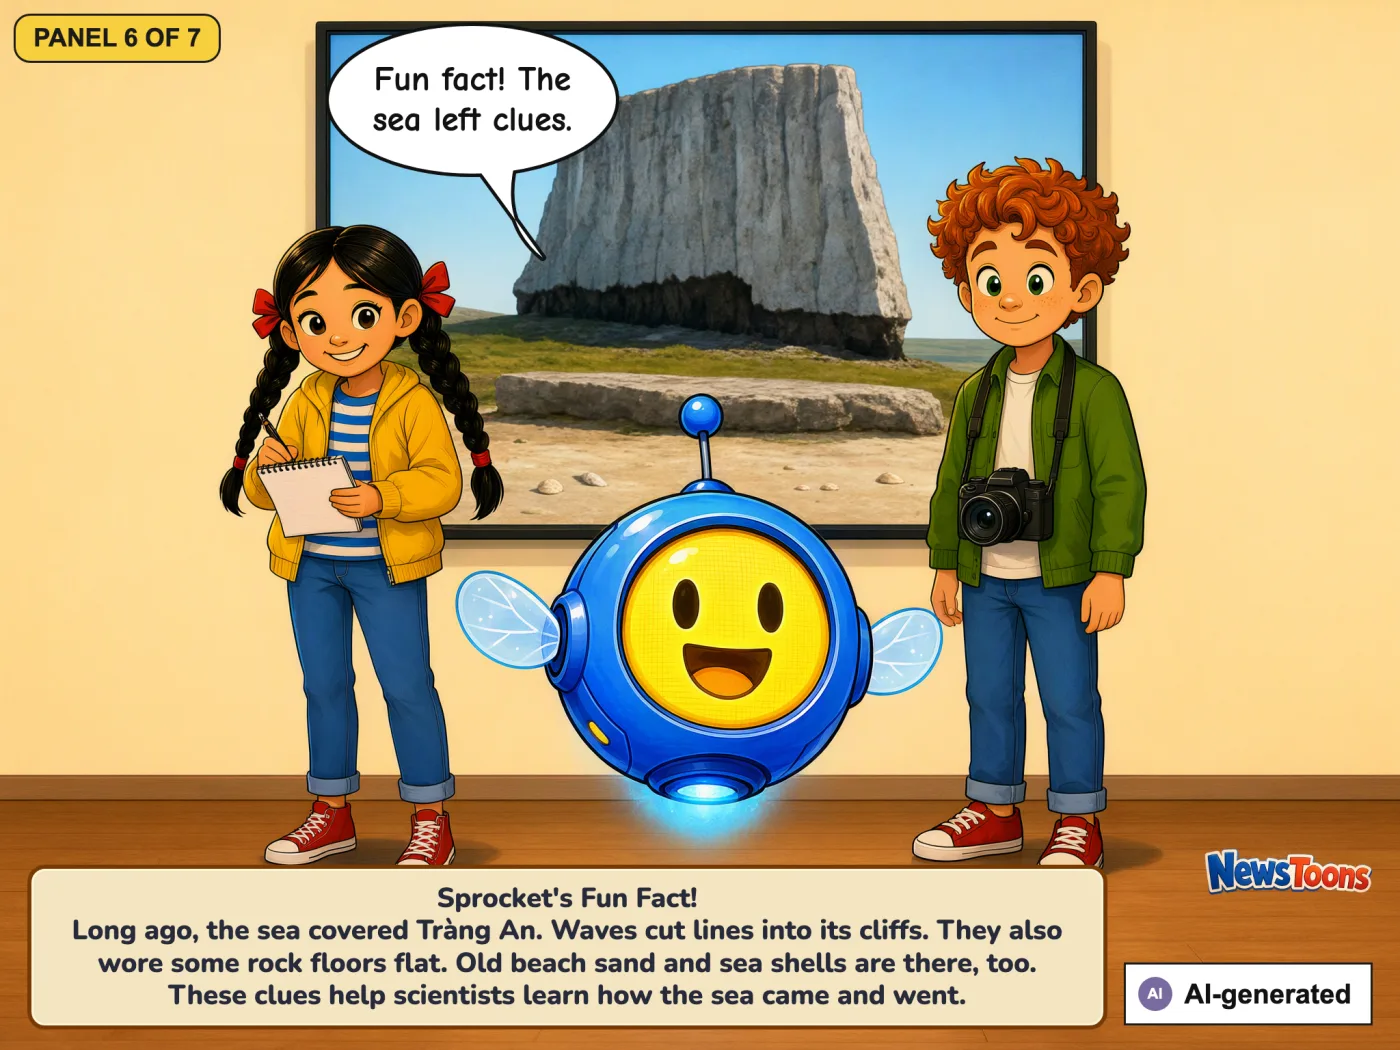 PANEL 6 OF 7
Fun fact! The
sea left clues.
Sprocket's Fun Fact!
Long ago, the sea covered Tràng An. Waves cut lines into its cliffs. They also
wore some rock floors flat. Old beach sand and sea shells are there, too.
These clues help scientists learn how the sea came and went.
NewsToons
AI AI-generated